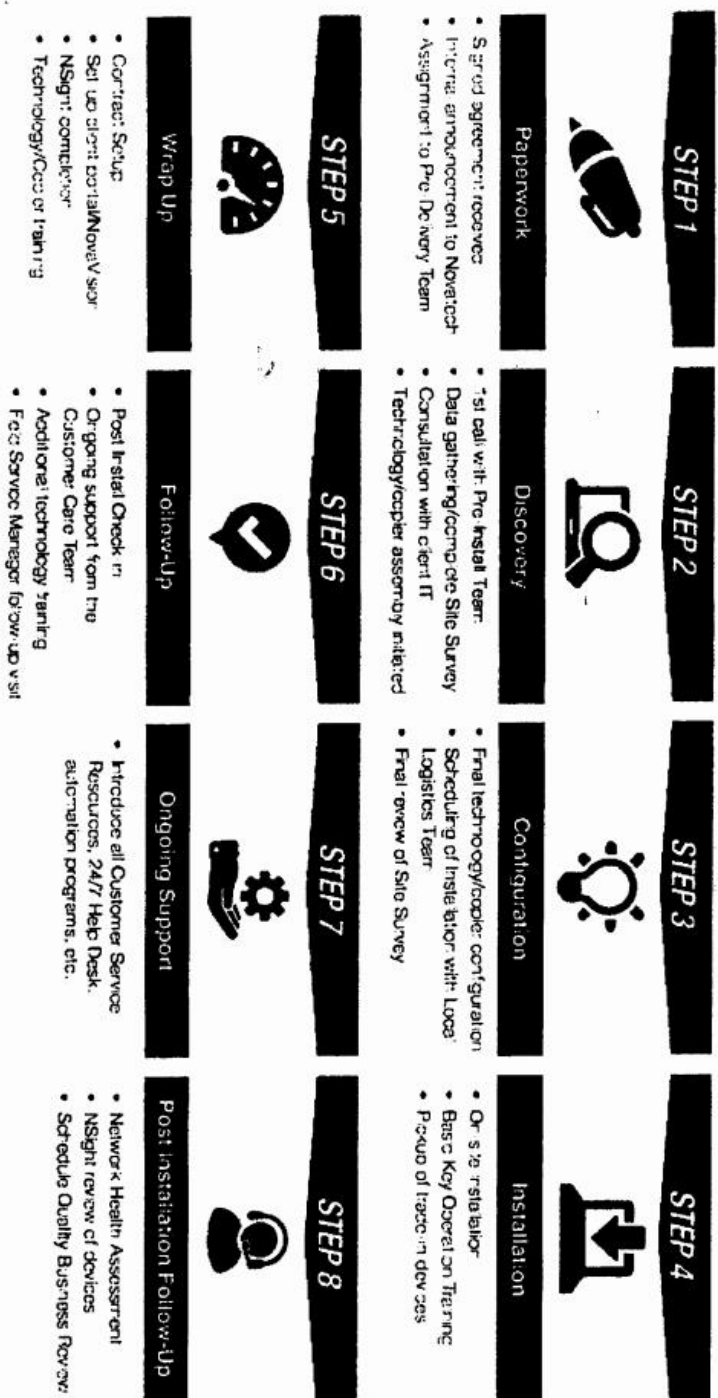 STEP 1
Paperwork
• Signed agreement received
• Internal announcement to Novatech
• Assignment to Pre-Delivery Team
STEP 2
Discovery
• 1st call with Pre-Install Team
• Data gathering/complete Site Survey
• Consultation with client IT
• Technology/copier assembly initiated
STEP 3
Configuration
• Final technology/copier configuration
• Scheduling of Installation with Local
Logistics Team
• Final review of Site Survey
STEP 4
Installation
• On site installation
• Basic Key Operation Training
• Pickup of trade-in devices
STEP 5
Wrap Up
• Contract Setup
• Set up client portal/NovaVision
• NSight completion
• Technology/Copier training
STEP 6
Follow-Up
• Post Install Check in
• Ongoing support from the
Customer Care Team
• Additional technology training
• Field Service Manager follow-up visit
STEP 7
Ongoing Support
• Introduce all Customer Service
Resources, 24/7 Help Desk,
automation programs, etc.
STEP 8
Post Installation Follow-Up
• Network Health Assessment
• NSight review of devices
• Schedule Quality Business Review